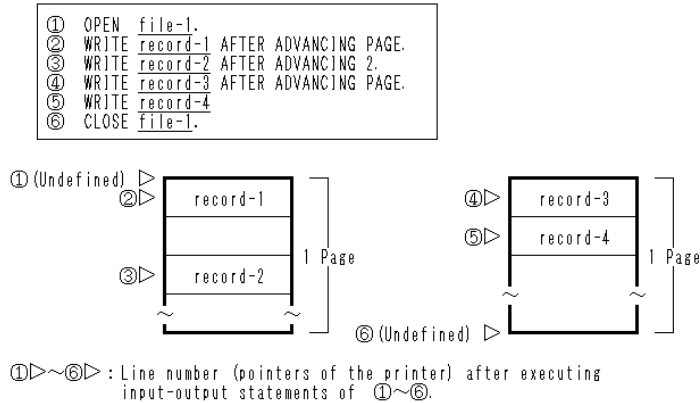 ① OPEN file-1.
② WRITE record-1 AFTER ADVANCING PAGE.
③ WRITE record-2 AFTER ADVANCING 2.
④ WRITE record-3 AFTER ADVANCING PAGE.
⑤ WRITE record-4
⑥ CLOSE file-1.
① (Undefined) ▷
② ▷ record-1
③ ▷ record-2
1 Page
④ ▷ record-3
⑤ ▷ record-4
1 Page
⑥ (Undefined) ▷
①▷～⑥▷ : Line number (pointers of the printer) after executing
input-output statements of ①～⑥.